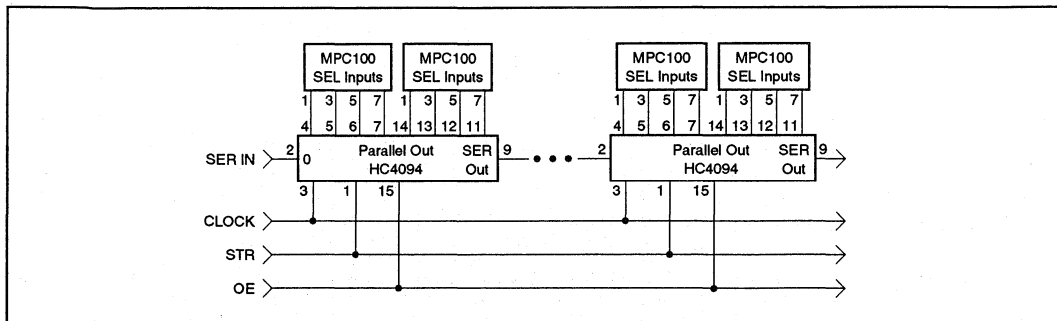 MPC100 MPC100 MPC100 MPC100
SEL Inputs SEL Inputs SEL Inputs SEL Inputs
1 3 5 7 1 3 5 7 1 3 5 7 1 3 5 7
4 5 6 7 14 13 12 11 4 5 6 7 14 13 12 11
SER IN 2 0 Parallel Out SER 9 2 Parallel Out SER 9
HC4094 Out HC4094 Out
3 1 15 3 1 15
CLOCK
STR
OE